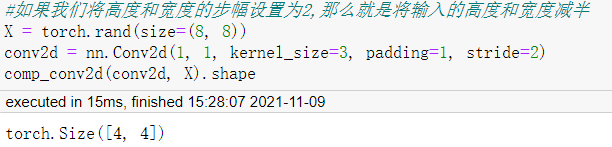 #如果我们将高度和宽度的步幅设置为2,那么就是将输入的高度和宽度减半
X = torch.rand(size=(8, 8))
conv2d = nn.Conv2d(1, 1, kernel_size=3, padding=1, stride=2)
comp_conv2d(conv2d, X).shape
executed in 15ms, finished 15:28:07 2021-11-09
torch.Size([4, 4])